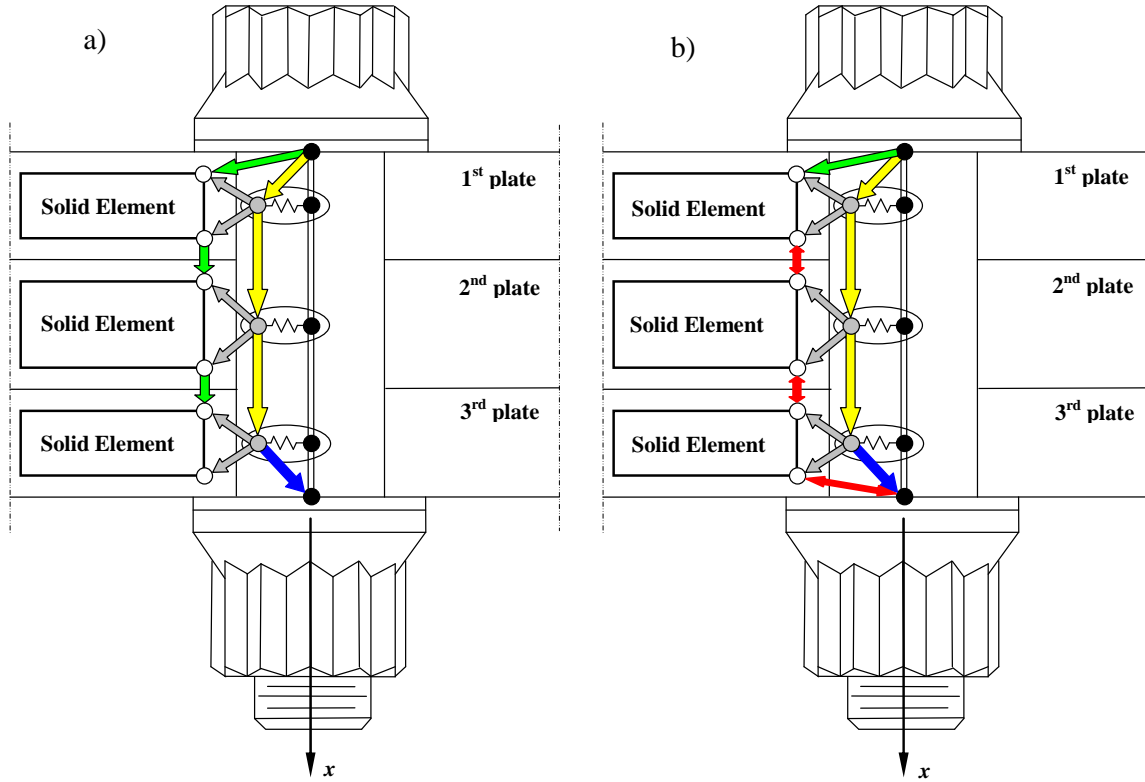 a)
1st plate
Solid Element
2nd plate
Solid Element
3rd plate
Solid Element
x
b)
1st plate
Solid Element
2nd plate
Solid Element
3rd plate
Solid Element
x